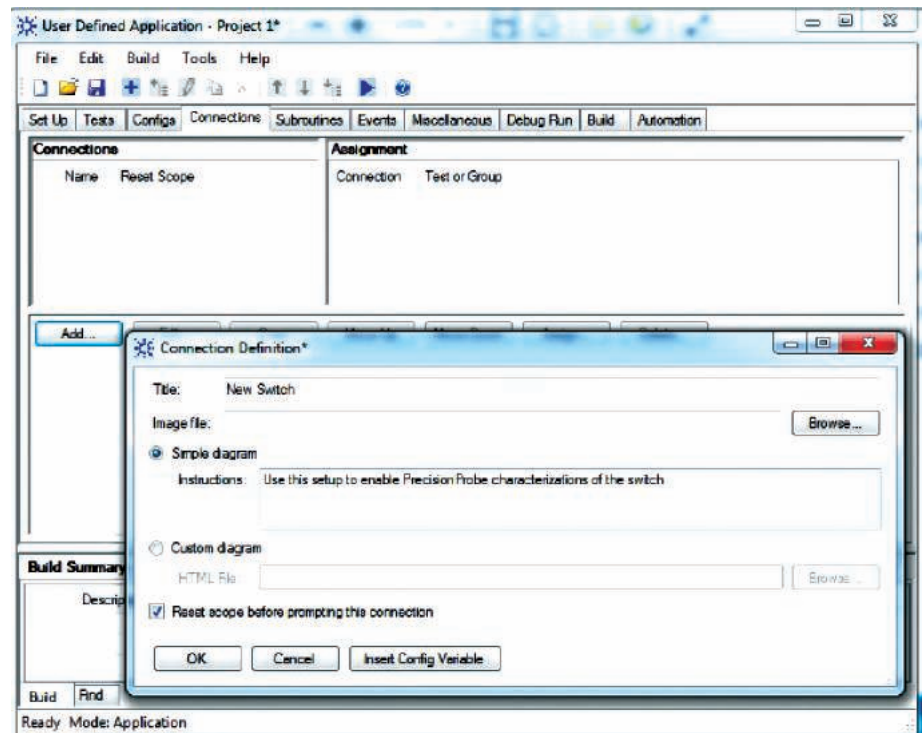 User Defined Application - Project 1*
File Edit Build Tools Help
Set Up Tests Configs Connections Subroutines Events Miscellaneous Debug Run Build Automation
Connections
Name Reset Scope
Assignment
Connection Test or Group
Add...
Connection Definition*
Title: New Switch
Image file: Browse...
Simple diagram
Instructions: Use this setup to enable Precision Probe characterizations of the switch
Custom diagram
HTML File Browse...
Reset scope before prompting this connection
OK Cancel Insert Config Variable
Build Summary
Descrip
Build Find
Ready Mode: Application